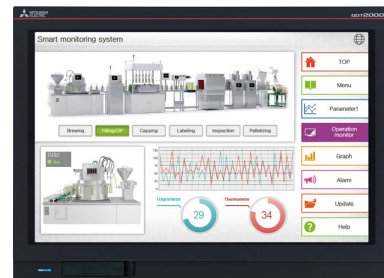 MITSUBISHI
ELECTRIC
GOT2000
Smart monitoring system
TOP
Menu
Parameter1
Operation
monitor
Graph
Alarm
Update
Help
Brewing
Filling/CIP
Capping
Labeling
Inspection
Palletizing
Hygrometer
29
Thermometer
34